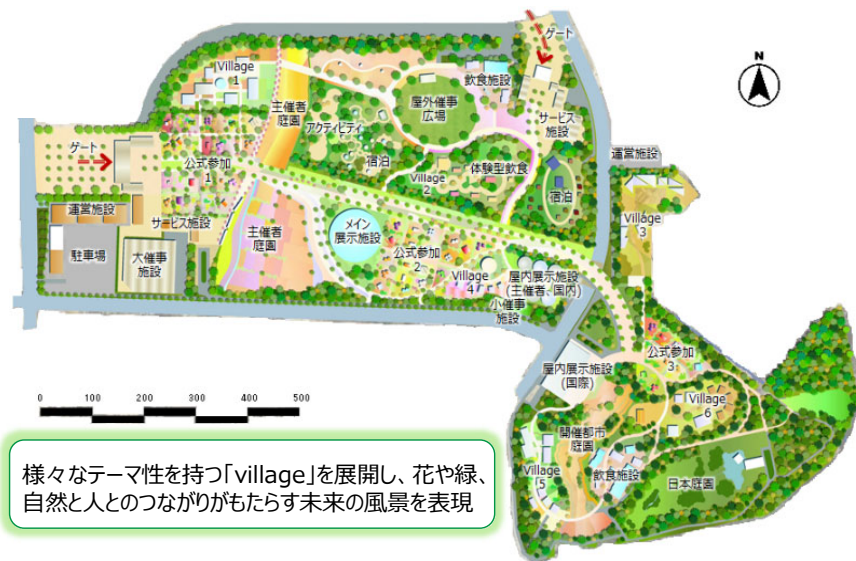 ゲート
N
Village
1
飲食施設
主催者
庭園
屋外催事
広場
サービス
施設
アクティビティ
ゲート
公式参加
1
宿泊
Village
2
体験型飲食
運営施設
宿泊
運営施設
サービス施設
Village
3
駐車場
大催事
施設
主催者
庭園
メイン
展示施設
公式参加
2
Village
4
屋内展示施設
(主催者、国内)
小催事
施設
公式参加
3
屋内展示施設
(国際)
Village
6
開催都市
庭園
Village
5
飲食施設
日本庭園
0 100 200 300 400 500
様々なテーマ性を持つ「village」を展開し、花や緑、
自然と人とのつながりがもたらす未来の風景を表現